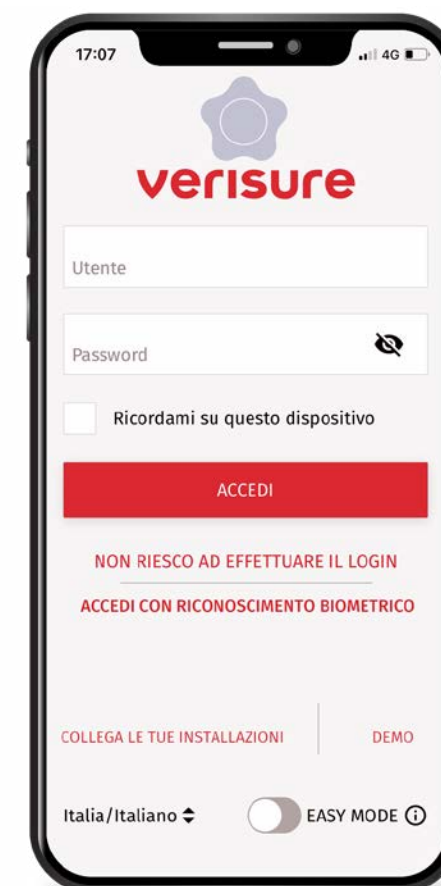 17:07
4G
verisure
Utente
Password
Ricordami su questo dispositivo
ACCEDI
NON RIESCO AD EFFETTUARE IL LOGIN
ACCEDI CON RICONOSCIMENTO BIOMETRICO
COLLEGA LE TUE INSTALLAZIONI
DEMO
Italia/Italiano
EASY MODE